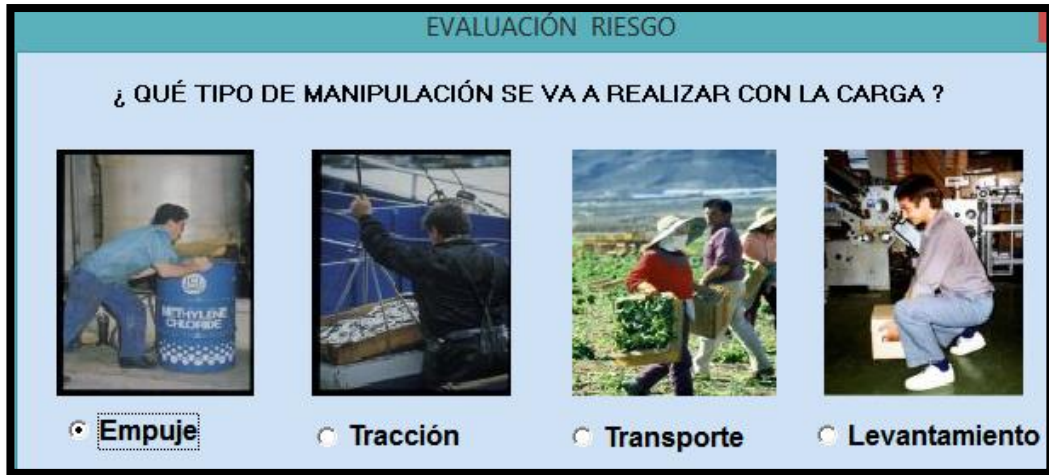 EVALUACIÓN RIESGO
¿ QUÉ TIPO DE MANIPULACIÓN SE VA A REALIZAR CON LA CARGA ?
METHYLENE
CHLORIDE
Empuje
Tracción
Transporte
Levantamiento